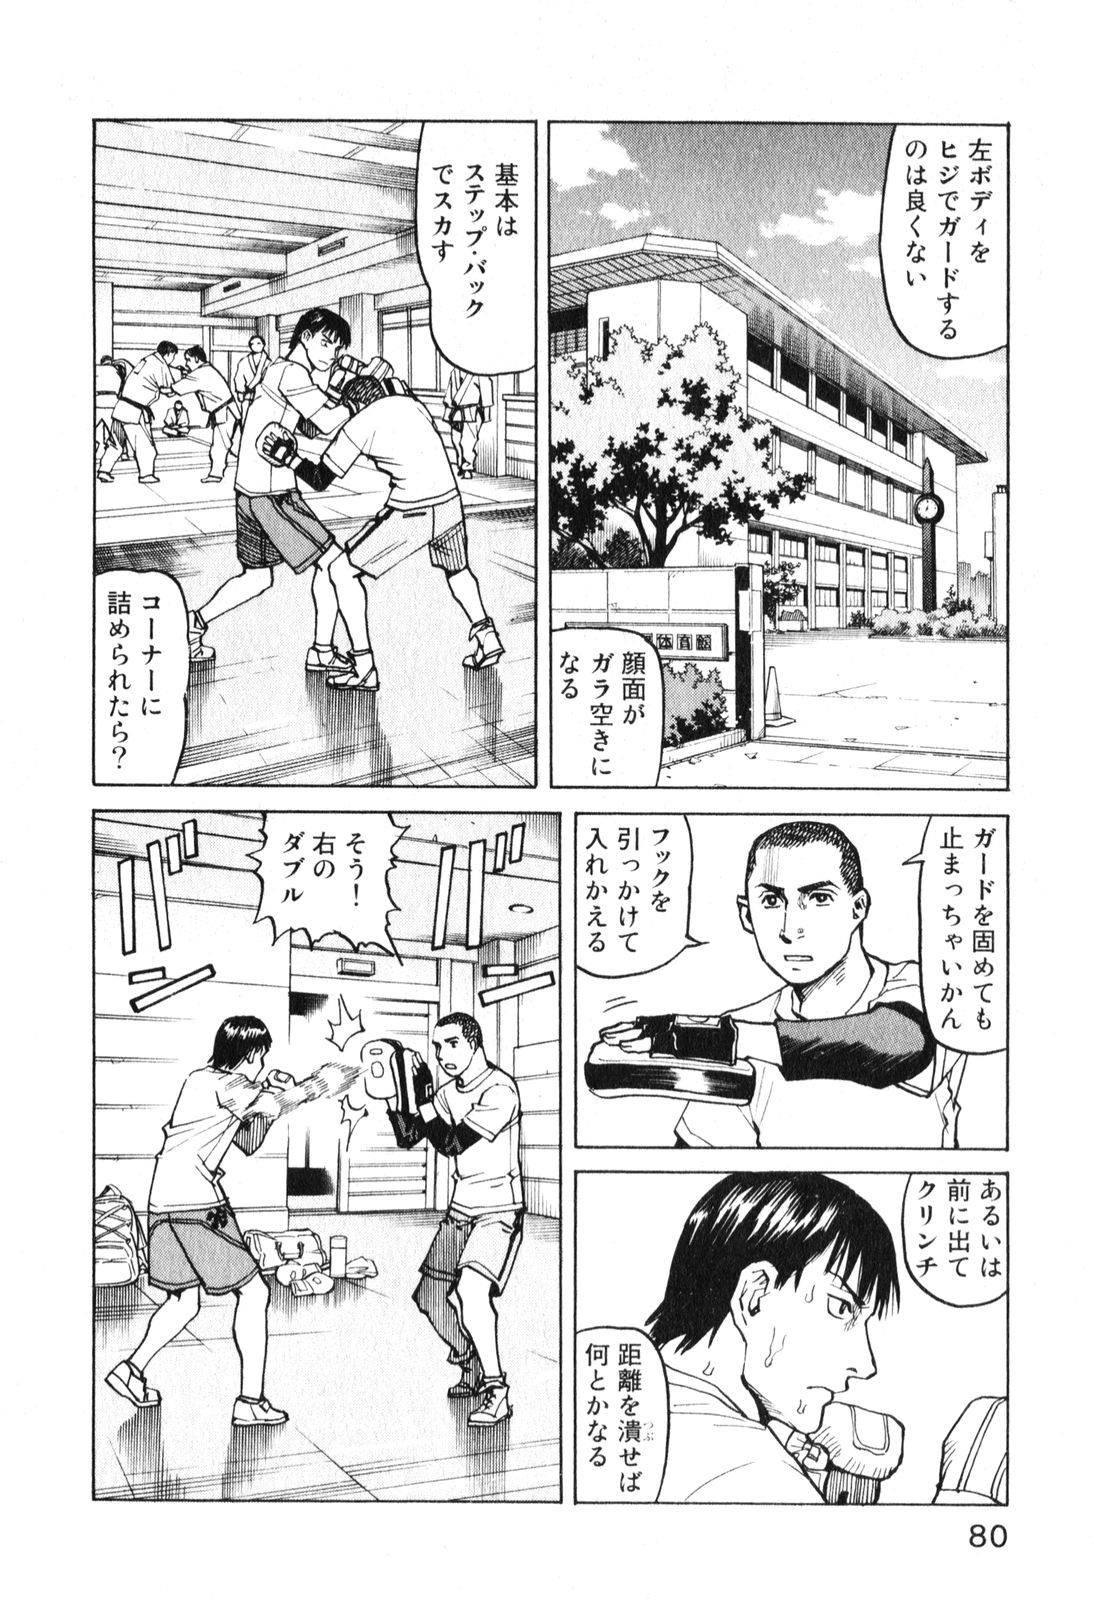 左ボディを
ヒジでガードする
のは良くない
体育館
顔面が
ガラ空きに
なる
基本は
ステップ・バック
でスカす
コーナーに
詰められたら?
ガードを固めても
止まっちゃいかん
フックを
引っかけて
入れかえる
あるいは
前に出て
クリンチ
距離を潰せば
つぶ
何とかなる
そう!
右の
ダブル
80